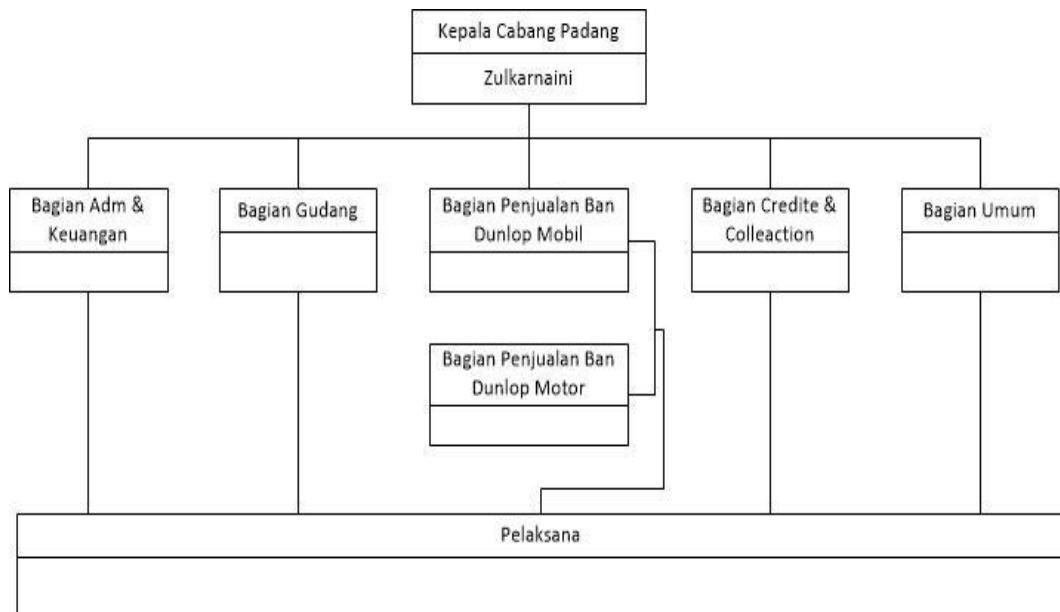 Kepala Cabang Padang
Zulkarnaini
Bagian Adm &
Keuangan
Bagian Gudang
Bagian Penjualan Ban
Dunlop Mobil
Bagian Credite &
Colleaction
Bagian Umum
Bagian Penjualan Ban
Dunlop Motor
Pelaksana